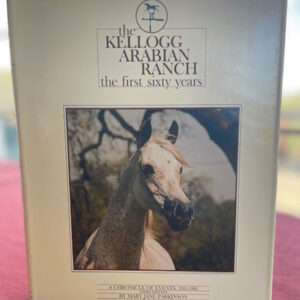 the
KELLOGG
ARABIAN
RANCH
the first sixty years
A CHRONICLE OF EVENTS, 1925-1985
BY MARY JANE PARKINSON